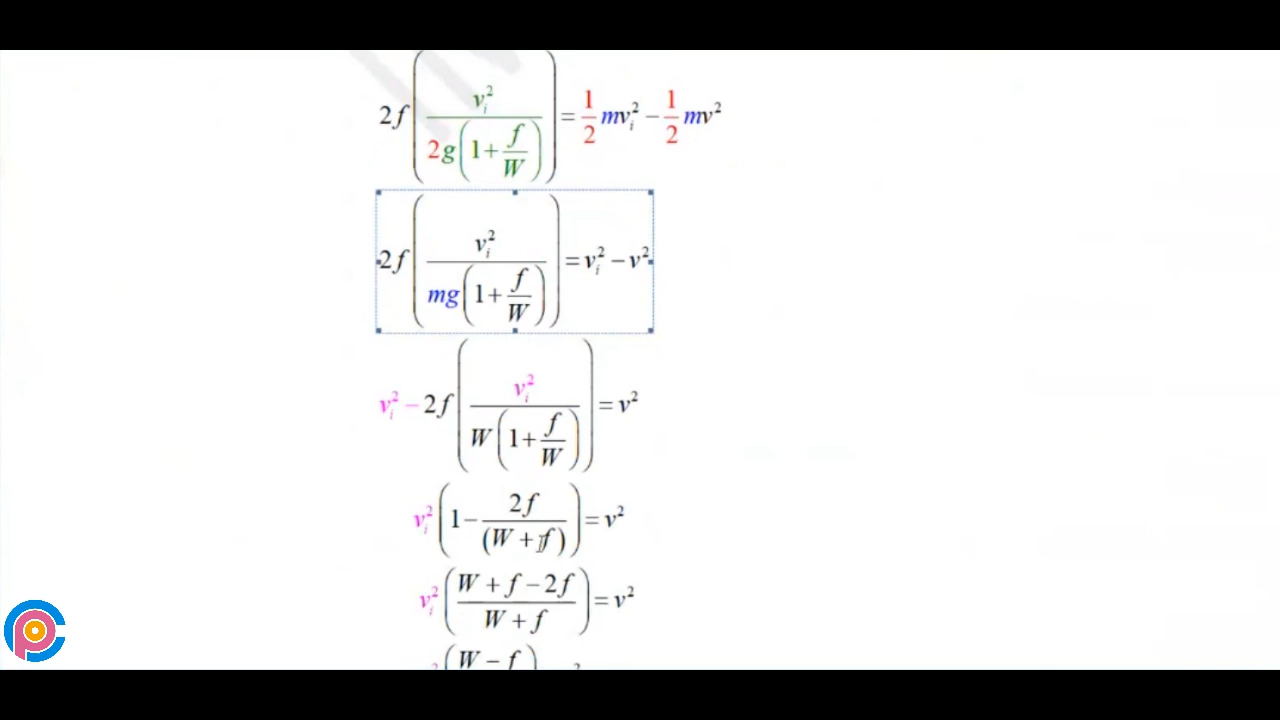 2f ( v_i^2 / 2g(1 + f/W) ) = 1/2 mv_i^2 − 1/2 mv^2
2f ( v_i^2 / mg(1 + f/W) ) = v_i^2 − v^2
v_i^2 − 2f ( v_i^2 / W(1 + f/W) ) = v^2
v_i^2 ( 1 − 2f / (W + f) ) = v^2
v_i^2 ( W + f − 2f / W + f ) = v^2
( W − f )